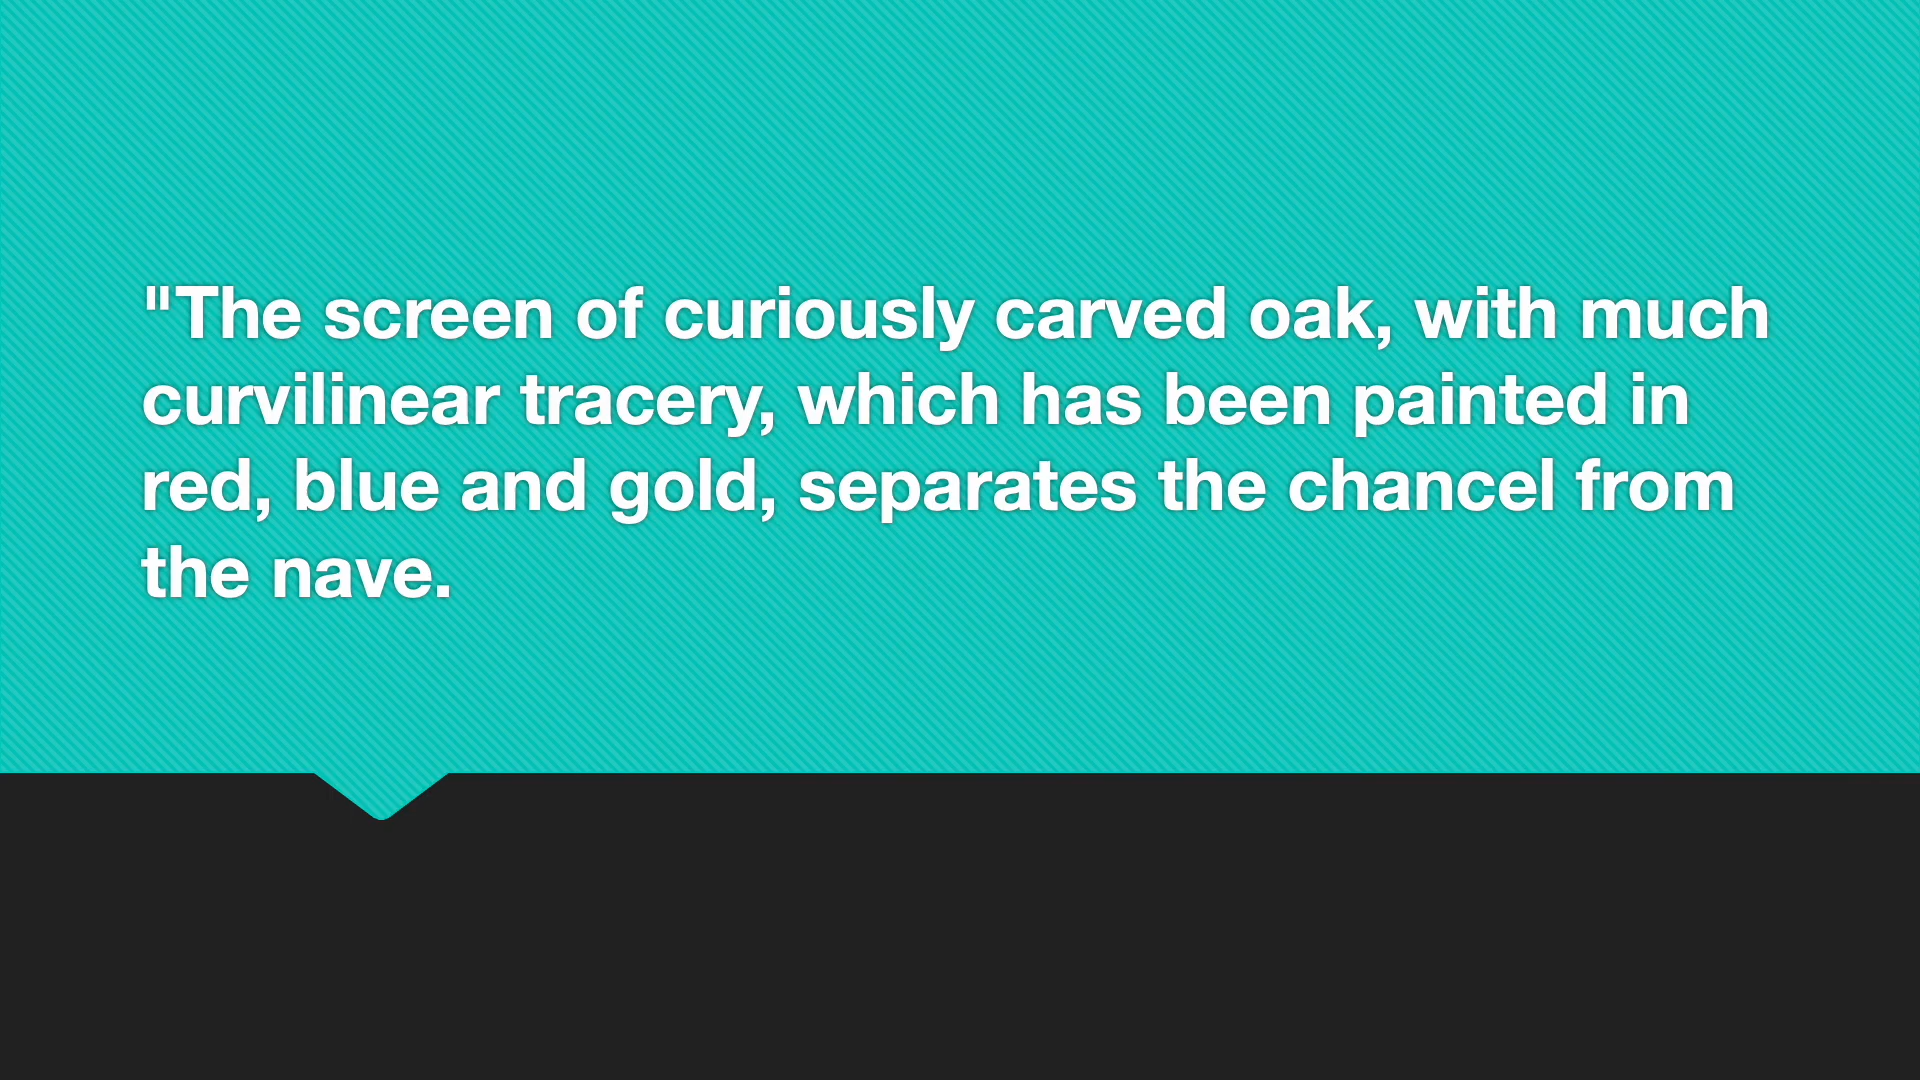 "The screen of curiously carved oak, with much
curvilinear tracery, which has been painted in
red, blue and gold, separates the chancel from
the nave.